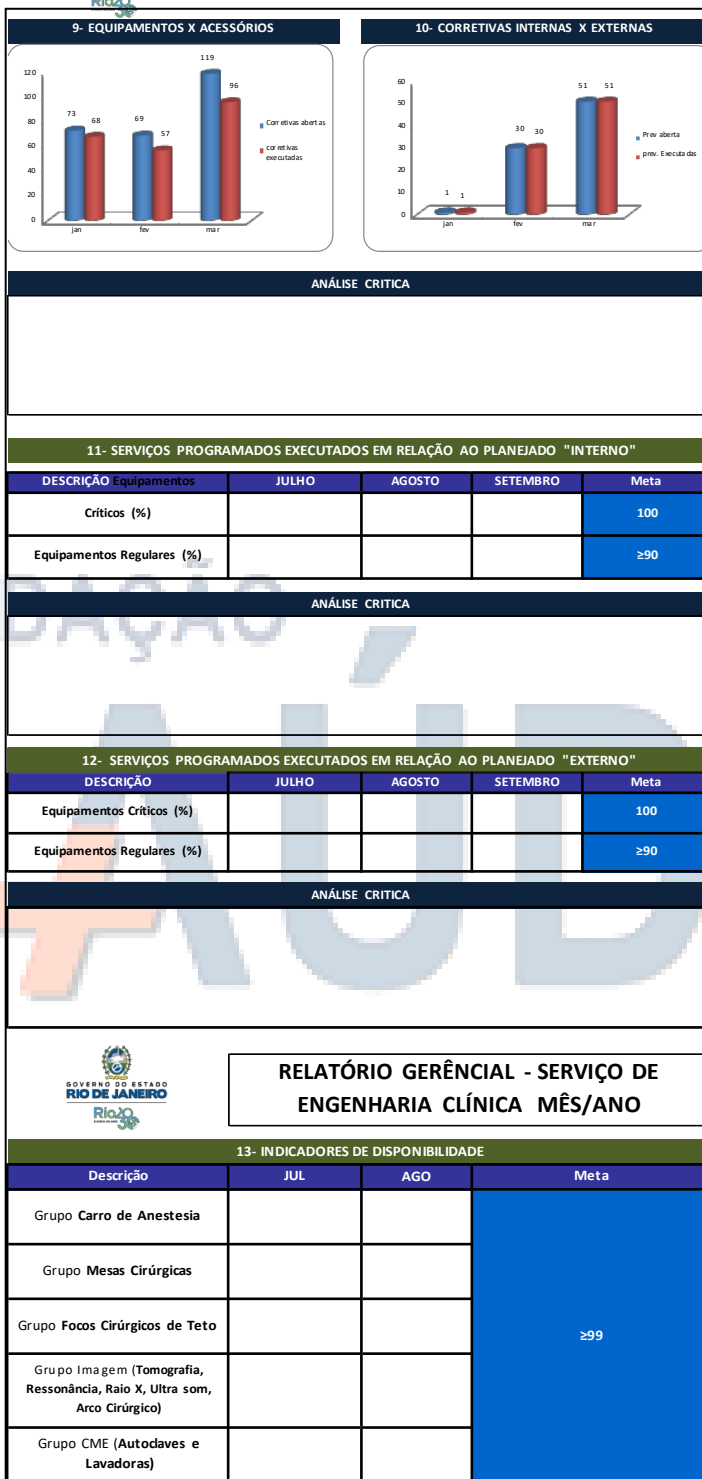 Rio20
30
9- EQUIPAMENTOS X ACESSÓRIOS
10- CORRETIVAS INTERNAS X EXTERNAS
120
100
80
60
40
20
0
73
68
69
57
119
96
jan
fev
mar
Corretivas abertas
corretivas
executadas
60
50
40
30
20
10
0
1
1
30
30
51
51
jan
fev
mar
Prev aberta
prev. Executadas
ANÁLISE CRITICA
11- SERVIÇOS PROGRAMADOS EXECUTADOS EM RELAÇÃO AO PLANEJADO "INTERNO"
DESCRIÇÃO Equipamentos JULHO AGOSTO SETEMBRO Meta
Críticos (%) 100
Equipamentos Regulares (%) ≥90
DAÇÃO
ANÁLISE CRITICA
AÚD
12- SERVIÇOS PROGRAMADOS EXECUTADOS EM RELAÇÃO AO PLANEJADO "EXTERNO"
DESCRIÇÃO JULHO AGOSTO SETEMBRO Meta
Equipamentos Críticos (%) 100
Equipamentos Regulares (%) ≥90
ANÁLISE CRITICA
GOVERNO DO ESTADO
RIO DE JANEIRO
Rio20
30
RELATÓRIO GERÊNCIAL - SERVIÇO DE
ENGENHARIA CLÍNICA MÊS/ANO
13- INDICADORES DE DISPONIBILIDADE
Descrição JUL AGO Meta
Grupo Carro de Anestesia
Grupo Mesas Cirúrgicas
Grupo Focos Cirúrgicos de Teto
≥99
Grupo Imagem (Tomografia,
Ressonância, Raio X, Ultra som,
Arco Cirúrgico)
Grupo CME (Autoclaves e
Lavadoras)